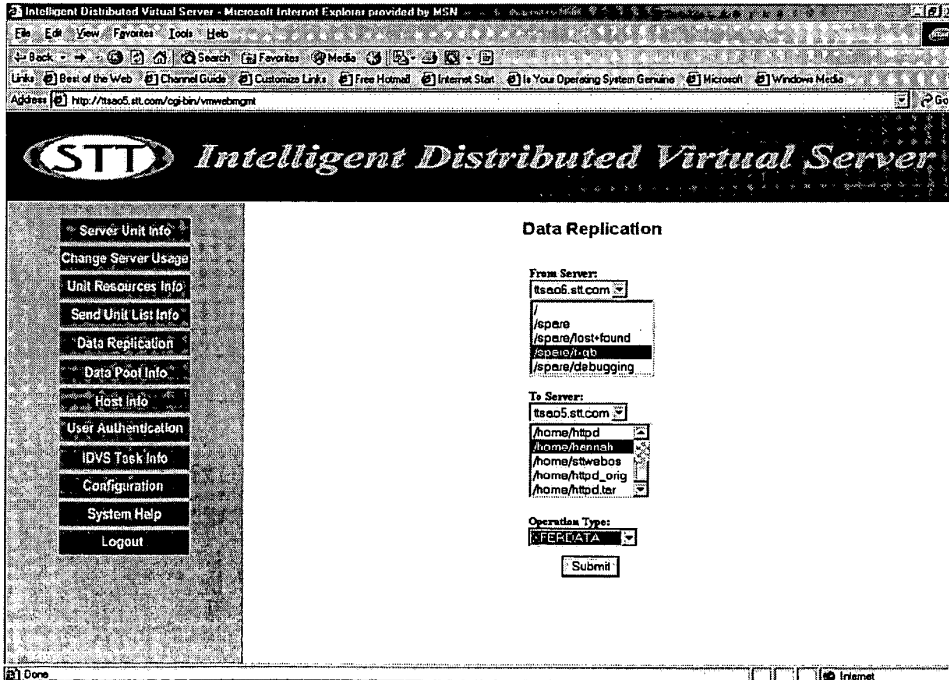 Intelligent Distributed Virtual Server - Microsoft Internet Explorer provided by MSN
File Edit View Favorites Tools Help
Back Search Favorites Media
Links Best of the Web Channel Guide Customize Links Free Hotmail Internet Start Is Your Operating System Genuine Microsoft Windows Media
Address http://ttsao5.stt.com/cgi-bin/vmwebmgmt Go
STT Intelligent Distributed Virtual Server
Server Unit Info
Change Server Usage
Unit Resources Info
Send Unit List Info
Data Replication
Data Pool Info
Host Info
User Authentication
IDVS Task Info
Configuration
System Help
Logout
Data Replication
From Server:
ttsao6.stt.com
/
/spare
/spare/lost+found
/spare/debugging
To Server:
ttsao5.stt.com
/home/httpd
/home/hannah
/home/sttwebos
/home/httpd_orig
/home/httpd.tar
Operation Type:
XFERDATA
Submit
Done
Internet